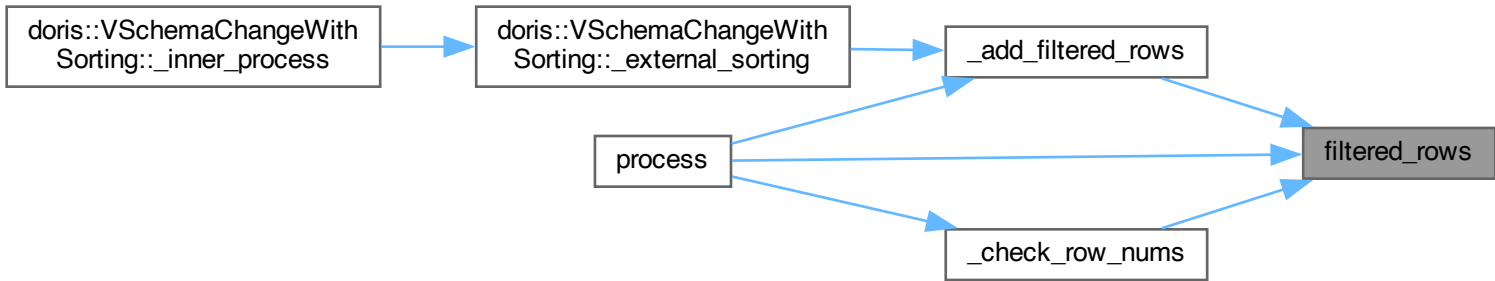 doris::VSchemaChangeWith
Sorting::_inner_process
doris::VSchemaChangeWith
Sorting::_external_sorting
_add_filtered_rows
process
filtered_rows
_check_row_nums